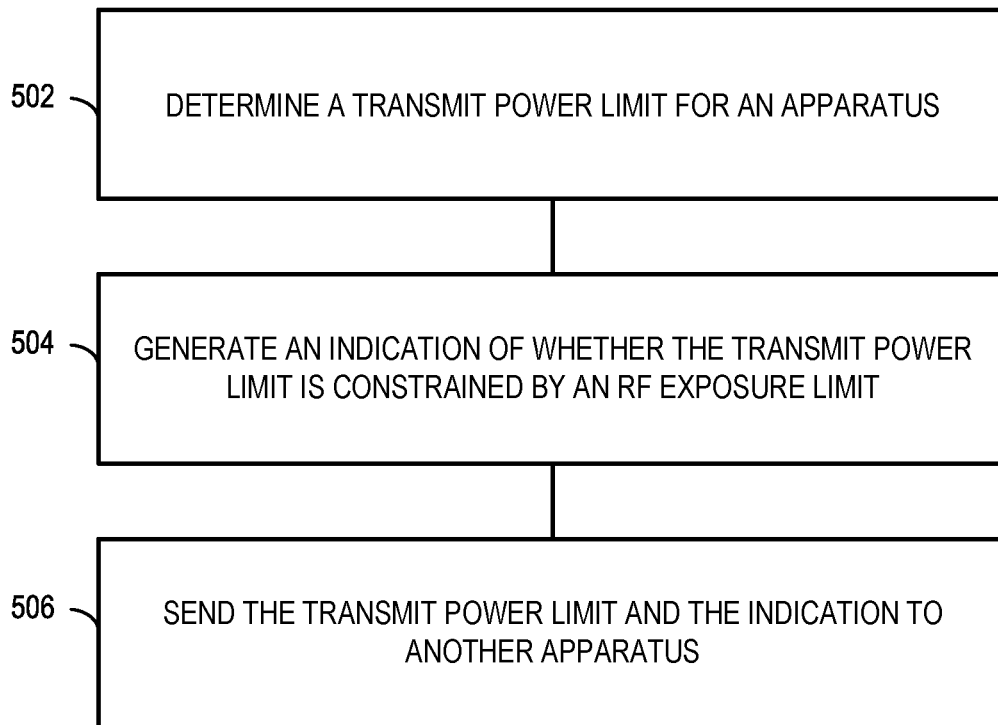 502
DETERMINE A TRANSMIT POWER LIMIT FOR AN APPARATUS
504
GENERATE AN INDICATION OF WHETHER THE TRANSMIT POWER
LIMIT IS CONSTRAINED BY AN RF EXPOSURE LIMIT
506
SEND THE TRANSMIT POWER LIMIT AND THE INDICATION TO
ANOTHER APPARATUS